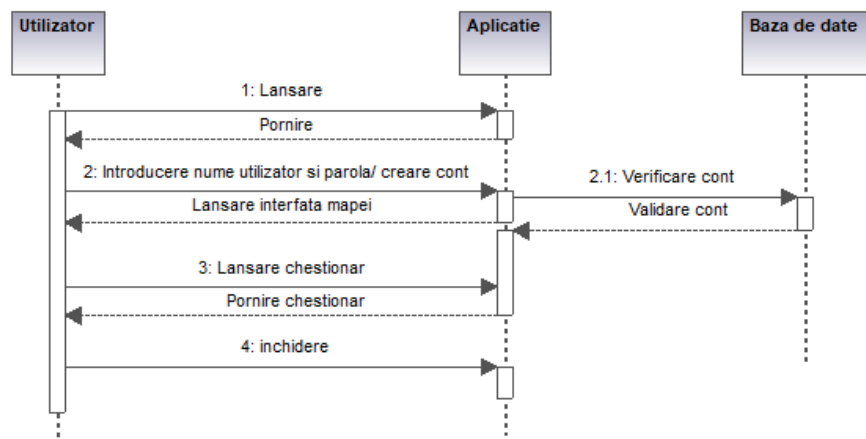 Utilizator
Aplicatie
Baza de date
1: Lansare
Pornire
2: Introducere nume utilizator si parola/ creare cont
2.1: Verificare cont
Lansare interfata mapei
Validare cont
3: Lansare chestionar
Pornire chestionar
4: inchidere